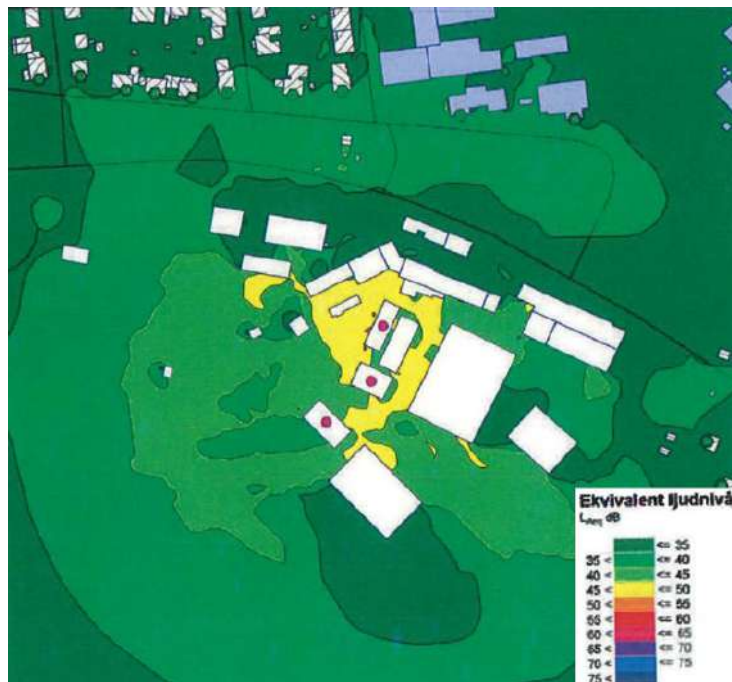 Ekvivalent ljudnivå
LAeq dB
<= 35
35 < <= 40
40 < <= 45
45 < <= 50
50 < <= 55
55 < <= 60
60 < <= 65
65 < <= 70
70 < <= 75
75 <